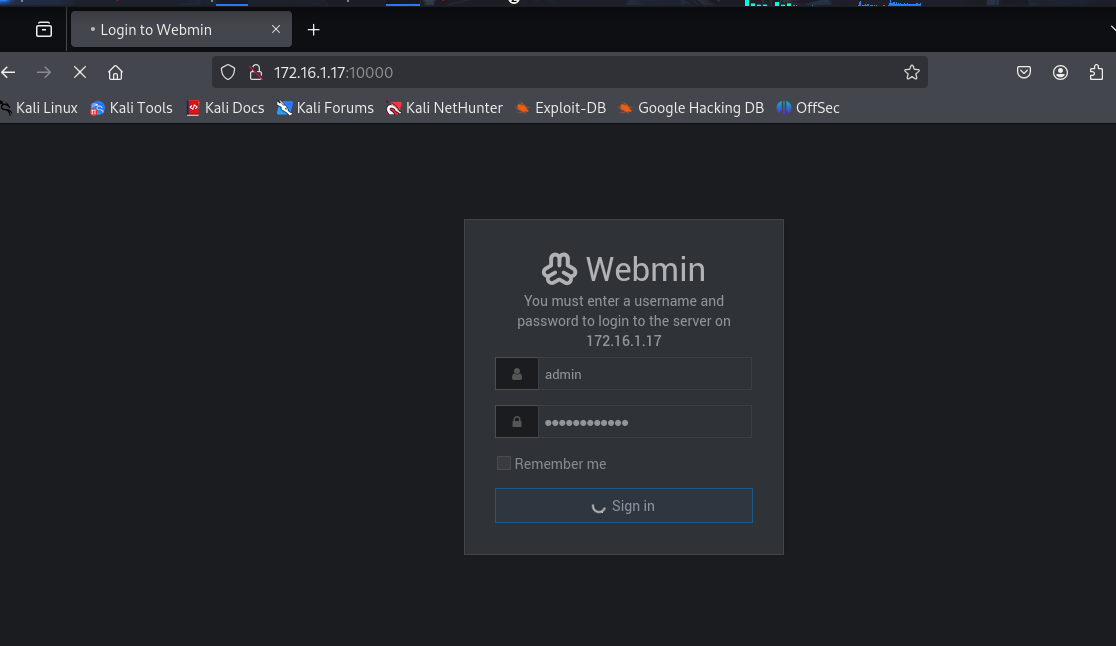 Login to Webmin
172.16.1.17:10000
Kali Linux Kali Tools Kali Docs Kali Forums Kali NetHunter Exploit-DB Google Hacking DB OffSec
Webmin
You must enter a username and
password to login to the server on
172.16.1.17
admin
••••••••••••
Remember me
Sign in